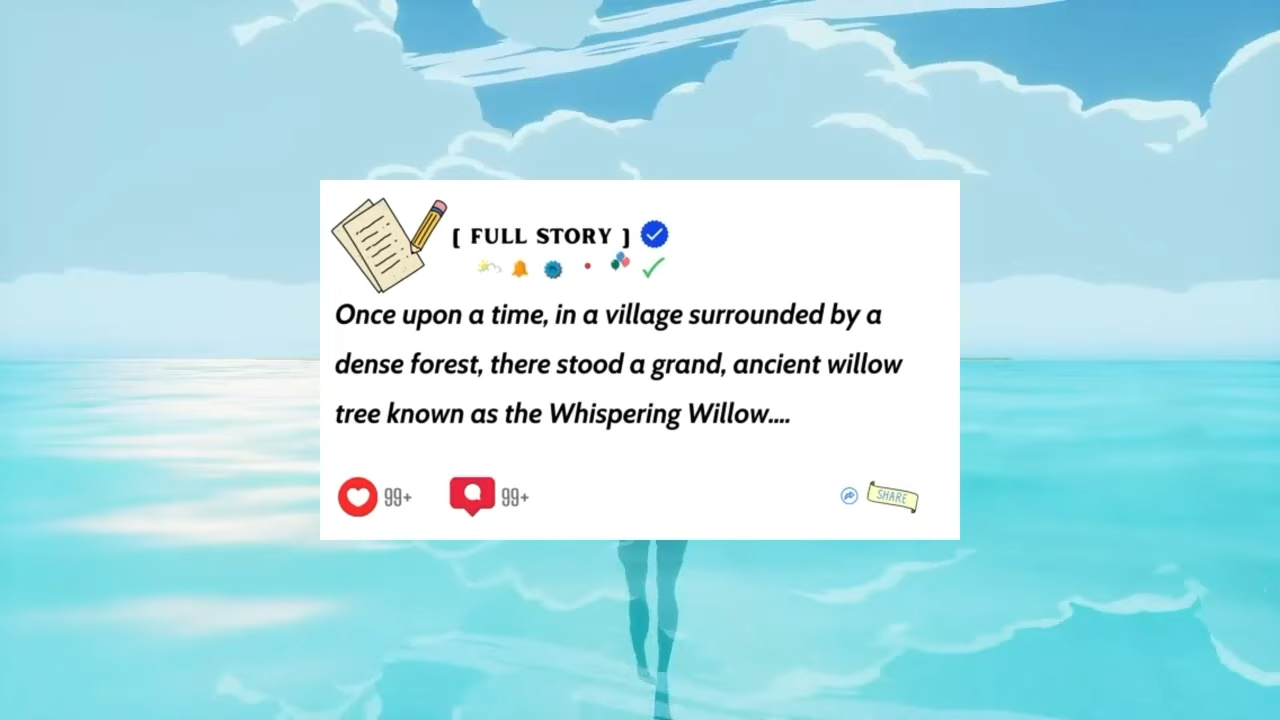 [ FULL STORY ]
Once upon a time, in a village surrounded by a
dense forest, there stood a grand, ancient willow
tree known as the Whispering Willow....
99+ 99+ SHARE